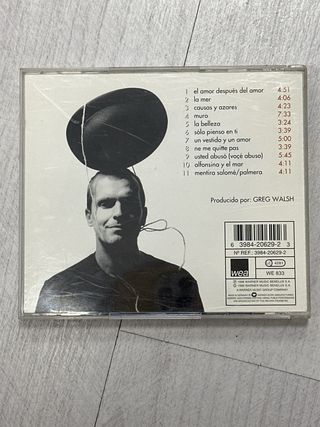 1 el amor después del amor 4:51
2 la mer 4:06
3 causas y azares 4:23
4 muro 7:33
5 la belleza 3:24
6 sólo pienso en ti 3:39
7 un vestido y un amor 5:00
8 ne me quitte pas 3:39
9 usted abusó (voçé abuso) 5:45
10 alfonsina y el mar 4:11
11 mentira salomé/palmera 4:11
Producido por: GREG WALSH
6 3984-20629-2 3
Nº REF.: 3984-20629-2
wea
WE 833